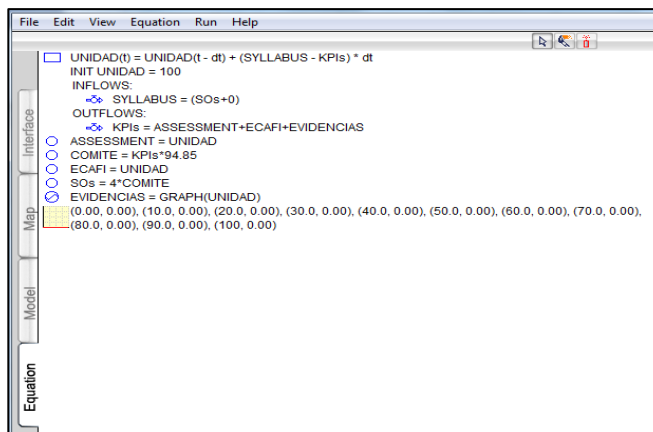 File Edit View Equation Run Help
UNIDAD(t) = UNIDAD(t - dt) + (SYLLABUS - KPIs) * dt
INIT UNIDAD = 100
INFLOWS:
SYLLABUS = (SOs+0)
OUTFLOWS:
KPIs = ASSESSMENT+ECAFI+EVIDENCIAS
ASSESSMENT = UNIDAD
COMITE = KPIs*94.85
ECAFI = UNIDAD
SOs = 4*COMITE
EVIDENCIAS = GRAPH(UNIDAD)
(0.00, 0.00), (10.0, 0.00), (20.0, 0.00), (30.0, 0.00), (40.0, 0.00), (50.0, 0.00), (60.0, 0.00), (70.0, 0.00),
(80.0, 0.00), (90.0, 0.00), (100, 0.00)
Interface
Map
Model
Equation